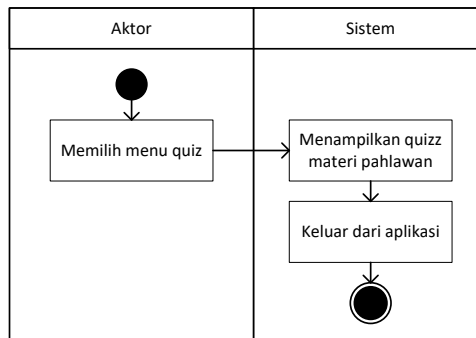 Aktor
Sistem
Memilih menu quiz
Menampilkan quizz
materi pahlawan
Keluar dari aplikasi